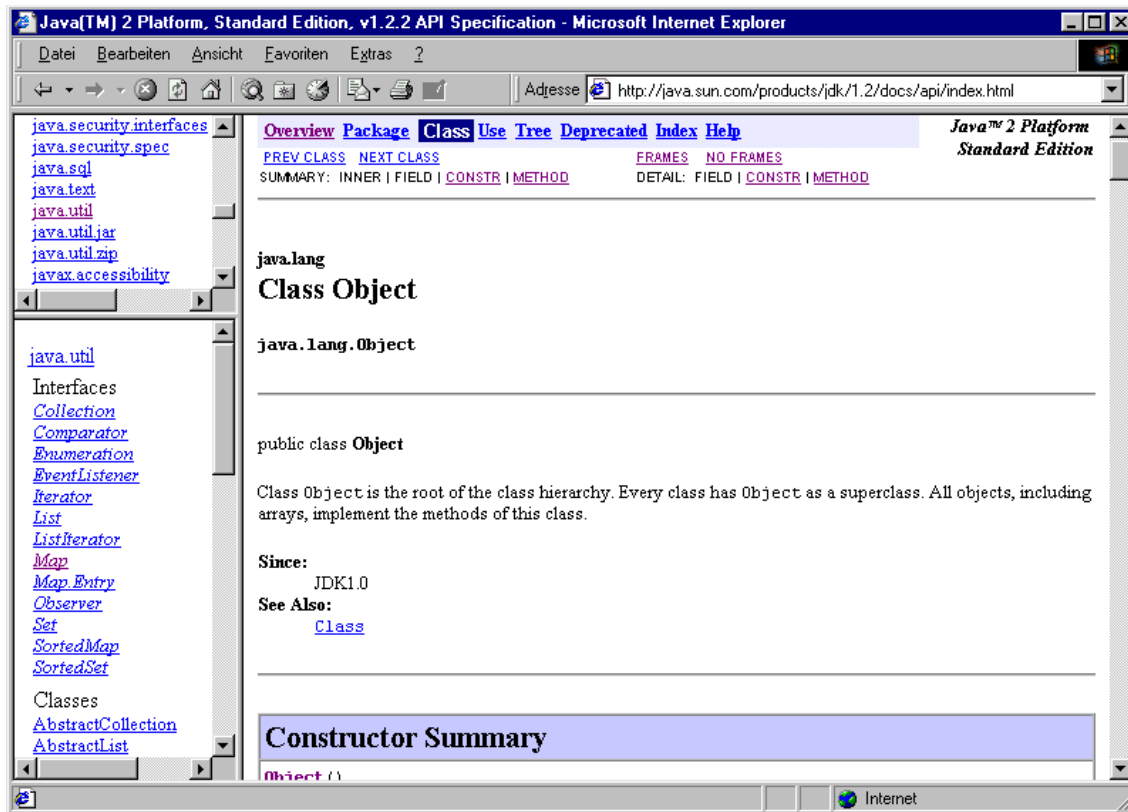 Java(TM) 2 Platform, Standard Edition, v1.2.2 API Specification - Microsoft Internet Explorer
Datei Bearbeiten Ansicht Favoriten Extras ?
Adresse http://java.sun.com/products/jdk/1.2/docs/api/index.html
java.security.interfaces
java.security.spec
java.sql
java.text
java.util
java.util.jar
java.util.zip
javax.accessibility
java.util
Interfaces
Collection
Comparator
Enumeration
EventListener
Iterator
List
ListIterator
Map
Map.Entry
Observer
Set
SortedMap
SortedSet
Classes
AbstractCollection
AbstractList
Overview Package Class Use Tree Deprecated Index Help
Java™ 2 Platform
Standard Edition
PREV CLASS NEXT CLASS FRAMES NO FRAMES
SUMMARY: INNER | FIELD | CONSTR | METHOD DETAIL: FIELD | CONSTR | METHOD
java.lang
Class Object
java.lang.Object
public class Object
Class Object is the root of the class hierarchy. Every class has Object as a superclass. All objects, including
arrays, implement the methods of this class.
Since:
JDK1.0
See Also:
Class
Constructor Summary
Object()
Internet